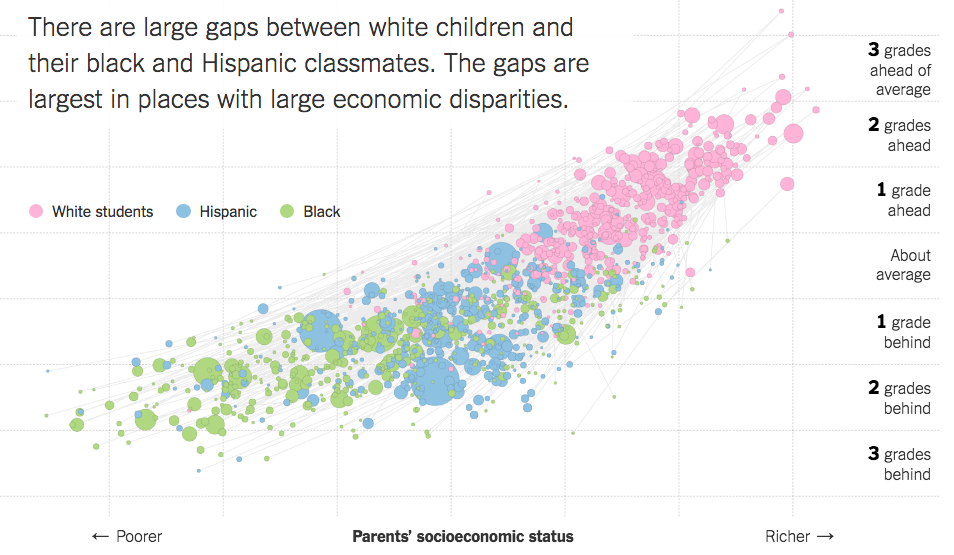 There are large gaps between white children and
their black and Hispanic classmates. The gaps are
largest in places with large economic disparities.
White students
Hispanic
Black
3 grades
ahead of
average
2 grades
ahead
1 grade
ahead
About
average
1 grade
behind
2 grades
behind
3 grades
behind
← Poorer
Parents’ socioeconomic status
Richer →